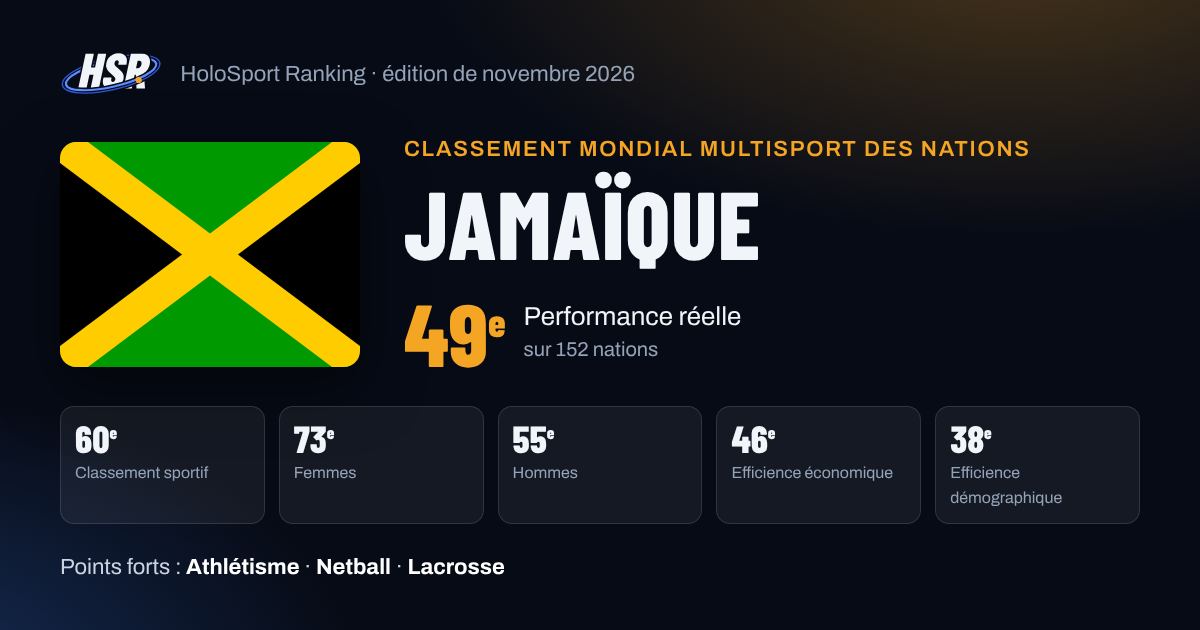 HSR
HoloSport Ranking · édition de novembre 2026
CLASSEMENT MONDIAL MULTISPORT DES NATIONS
JAMAÏQUE
49e
Performance réelle
sur 152 nations
60e
Classement sportif
73e
Femmes
55e
Hommes
46e
Efficience économique
38e
Efficience
démographique
Points forts : Athlétisme · Netball · Lacrosse